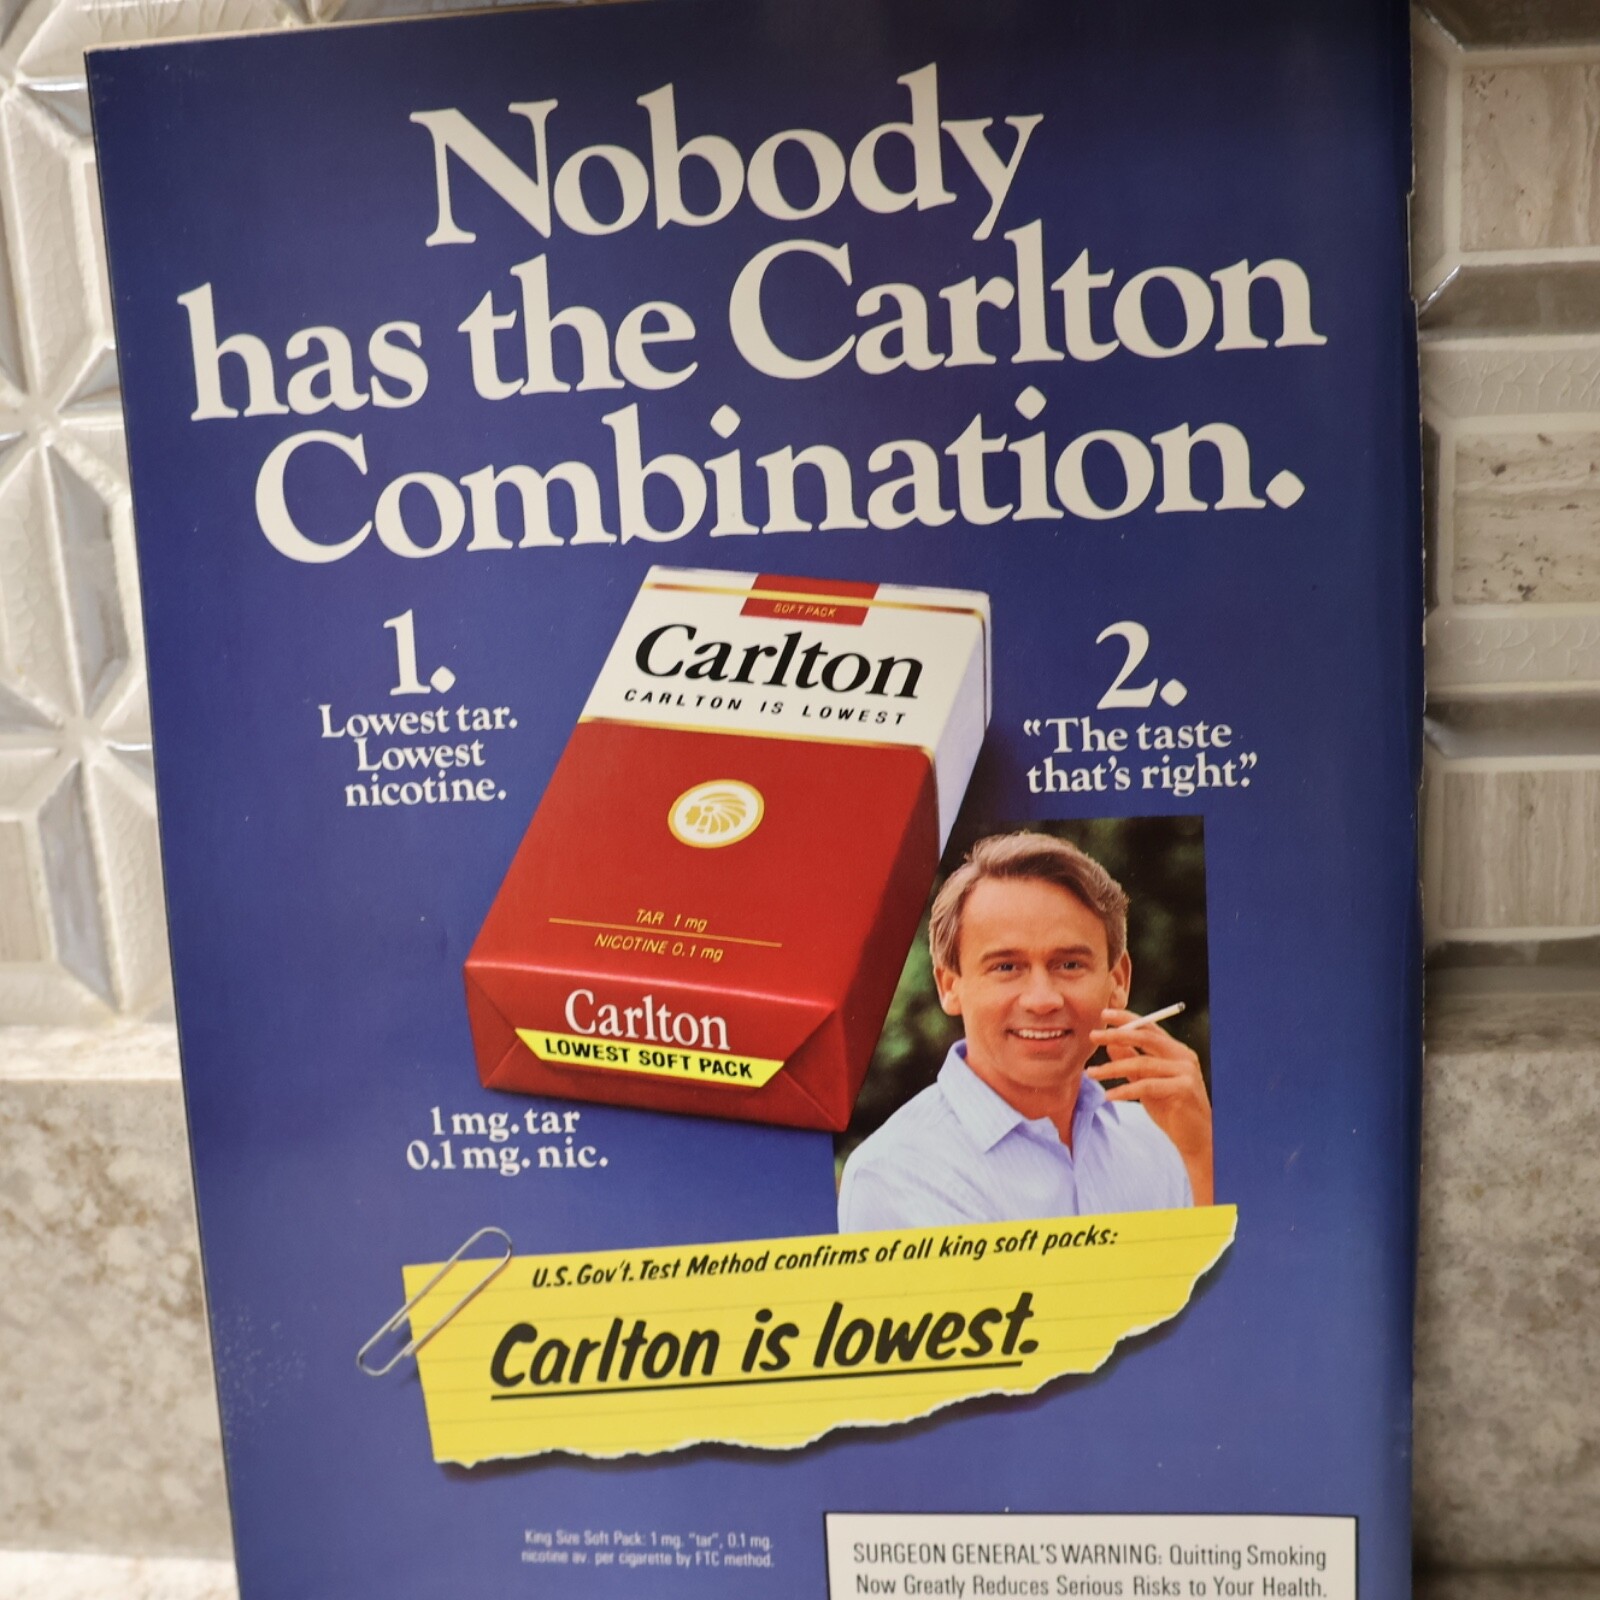 Nobody
has the Carlton
Combination.
1.
Lowest tar.
Lowest
nicotine.
SOFT PACK
Carlton
CARLTON IS LOWEST
TAR 1 mg
NICOTINE 0.1 mg
Carlton
LOWEST SOFT PACK
2.
“The taste
that's right.”
1 mg. tar
0.1 mg. nic.
U.S. Gov't. Test Method confirms of all king soft packs:
Carlton is lowest.
King Size Soft Pack: 1 mg. "tar", 0.1 mg.
nicotine av. per cigarette by FTC method.
SURGEON GENERAL'S WARNING: Quitting Smoking
Now Greatly Reduces Serious Risks to Your Health.